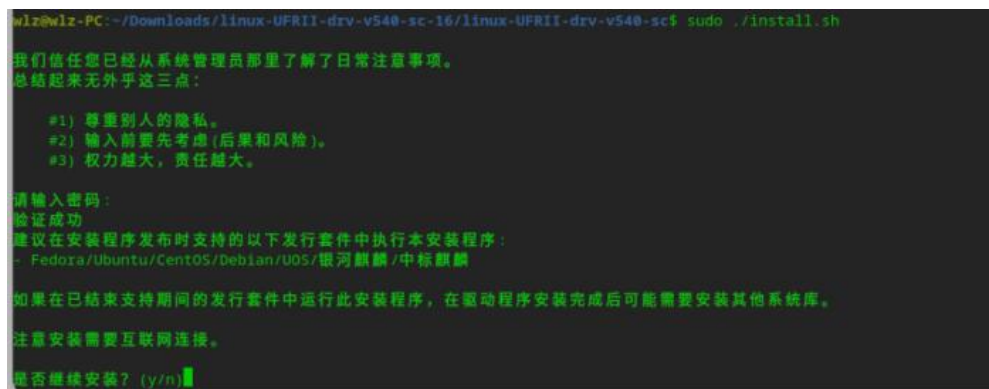 wlz@wlz-PC:~/Downloads/linux-UFRII-drv-v540-sc-16/linux-UFRII-drv-v540-sc$ sudo ./install.sh
我们信任您已经从系统管理员那里了解了日常注意事项。
总结起来无外乎这三点：
#1) 尊重别人的隐私。
#2) 输入前要先考虑(后果和风险)。
#3) 权力越大，责任越大。
请输入密码:
验证成功
建议在安装程序发布时支持的以下发行套件中执行本安装程序:
- Fedora/Ubuntu/CentOS/Debian/UOS/银河麒麟/中标麒麟
如果在已结束支持期间的发行套件中运行此安装程序，在驱动程序安装完成后可能需要安装其他系统库。
注意安装需要互联网连接。
是否继续安装? (y/n)